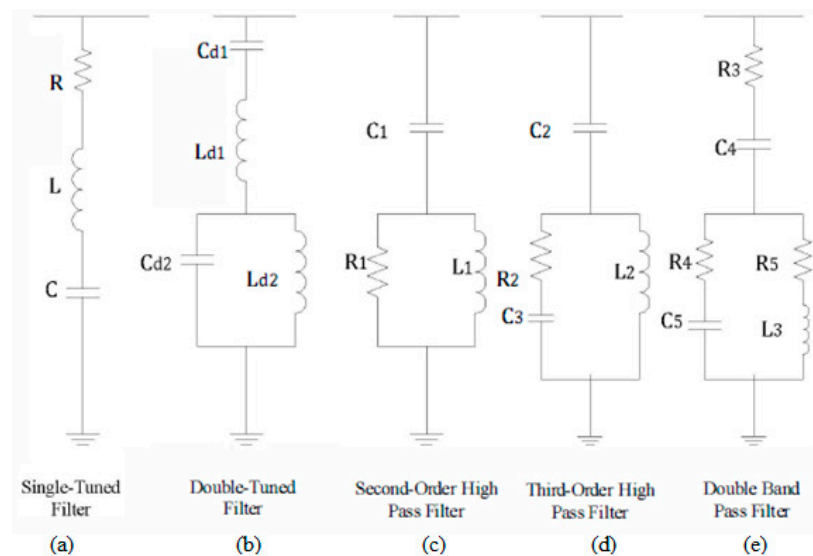 R
L
C
Cd1
Ld1
Cd2
Ld2
C1
R1
L1
C2
R2
C3
L2
R3
C4
R4
C5
R5
L3
Single-Tuned
Filter
(a)
Double-Tuned
Filter
(b)
Second-Order High
Pass Filter
(c)
Third-Order High
Pass Filter
(d)
Double Band
Pass Filter
(e)